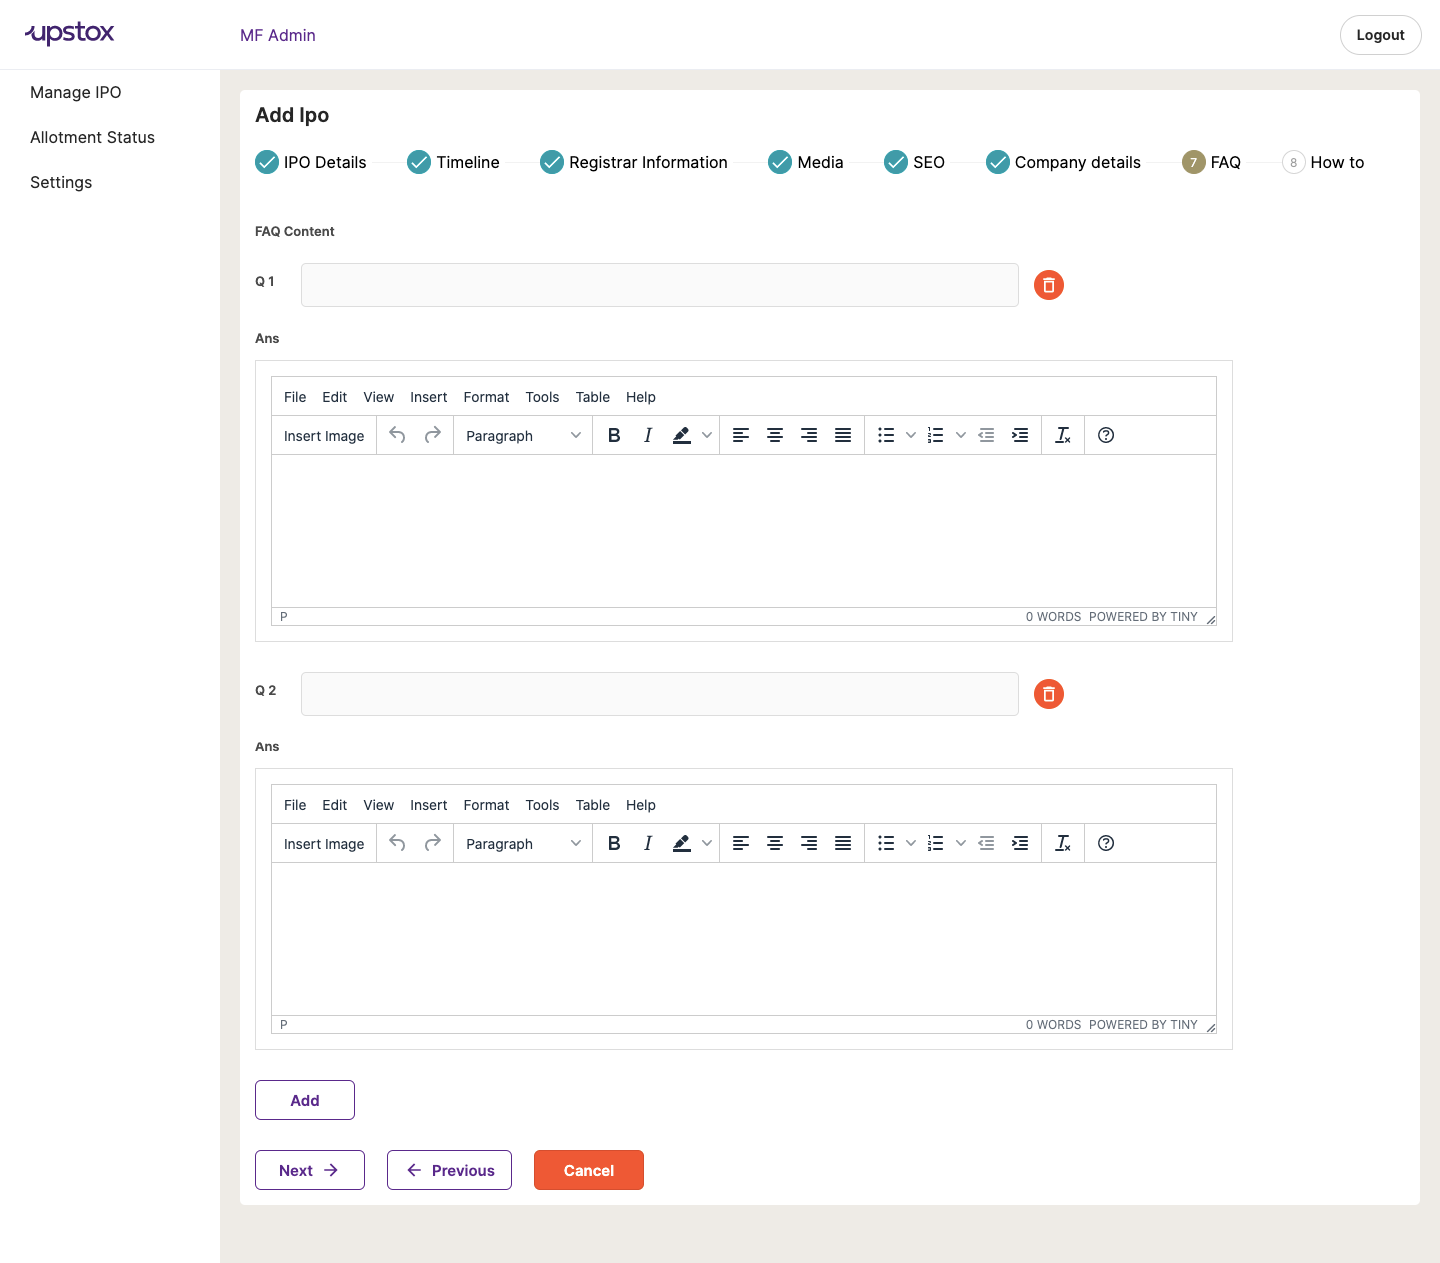 upstox
MF Admin
Logout
Manage IPO
Allotment Status
Settings
Add Ipo
IPO Details
Timeline
Registrar Information
Media
SEO
Company details
7 FAQ
8 How to
FAQ Content
Q 1
Ans
File Edit View Insert Format Tools Table Help
Insert Image Paragraph B I
P 0 WORDS POWERED BY TINY
Q 2
Ans
File Edit View Insert Format Tools Table Help
Insert Image Paragraph B I
P 0 WORDS POWERED BY TINY
Add
Next
Previous
Cancel